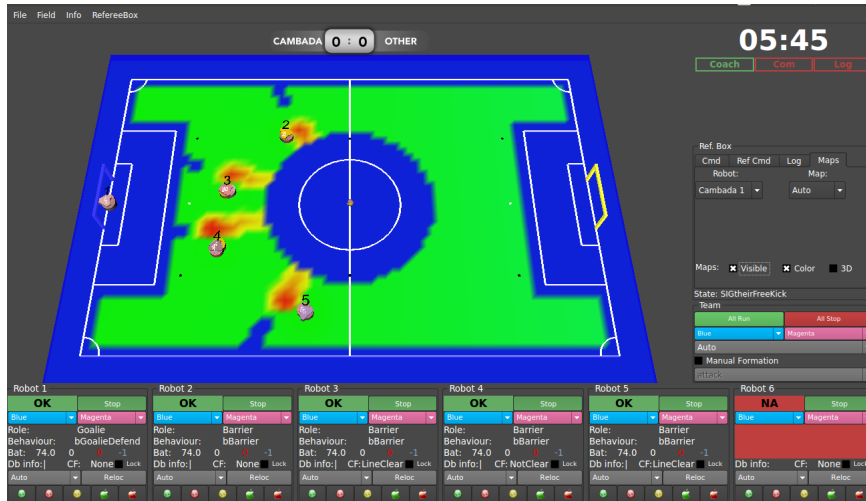 File Field Info RefereeBox
CAMBADA 0 : 0 OTHER
05:45
Coach Com Log
Ref. Box
Cmd Ref Cmd Log Maps
Robot: Map:
Cambada 1 Auto
Maps: Visible Color 3D
State: SIGtheirFreeKick
Team
All Run All Stop
Blue Magenta
Auto
Manual Formation
attack
1
2
3
4
5
Robot 1 Robot 2 Robot 3 Robot 4 Robot 5 Robot 6
OK Stop OK Stop OK Stop OK Stop OK Stop NA Stop
Blue Magenta Blue Magenta Blue Magenta Blue Magenta Blue Magenta Blue Magenta
Role: Goalie Role: Barrier Role: Barrier Role: Barrier Role: Barrier
Behaviour: bGoalieDefend Behaviour: bBarrier Behaviour: bBarrier Behaviour: bBarrier Behaviour: bBarrier
Bat: 74.0 0 0 -1 Bat: 74.0 0 0 -1 Bat: 74.0 0 0 -1 Bat: 74.0 0 0 -1 Bat: 74.0 0 0 -1
Db info:| CF: None Lock Db info:| CF: None Lock Db info:| CF:LineClear Lock Db info:| CF: NotClear Lock Db info:| CF:LineClear Lock Db info: CF: None Lock
Auto Reloc Auto Reloc Auto Reloc Auto Reloc Auto Reloc Auto Reloc